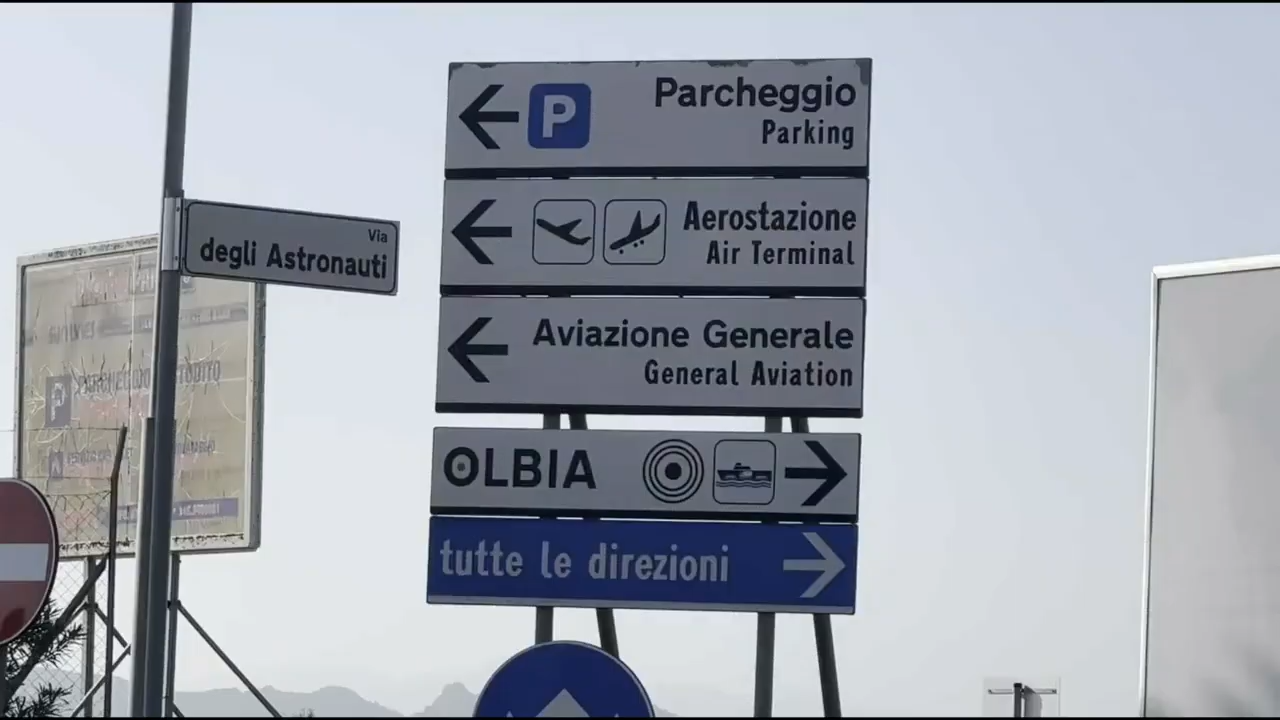 Via
degli Astronauti
P Parcheggio
Parking
Aerostazione
Air Terminal
Aviazione Generale
General Aviation
OLBIA
tutte le direzioni